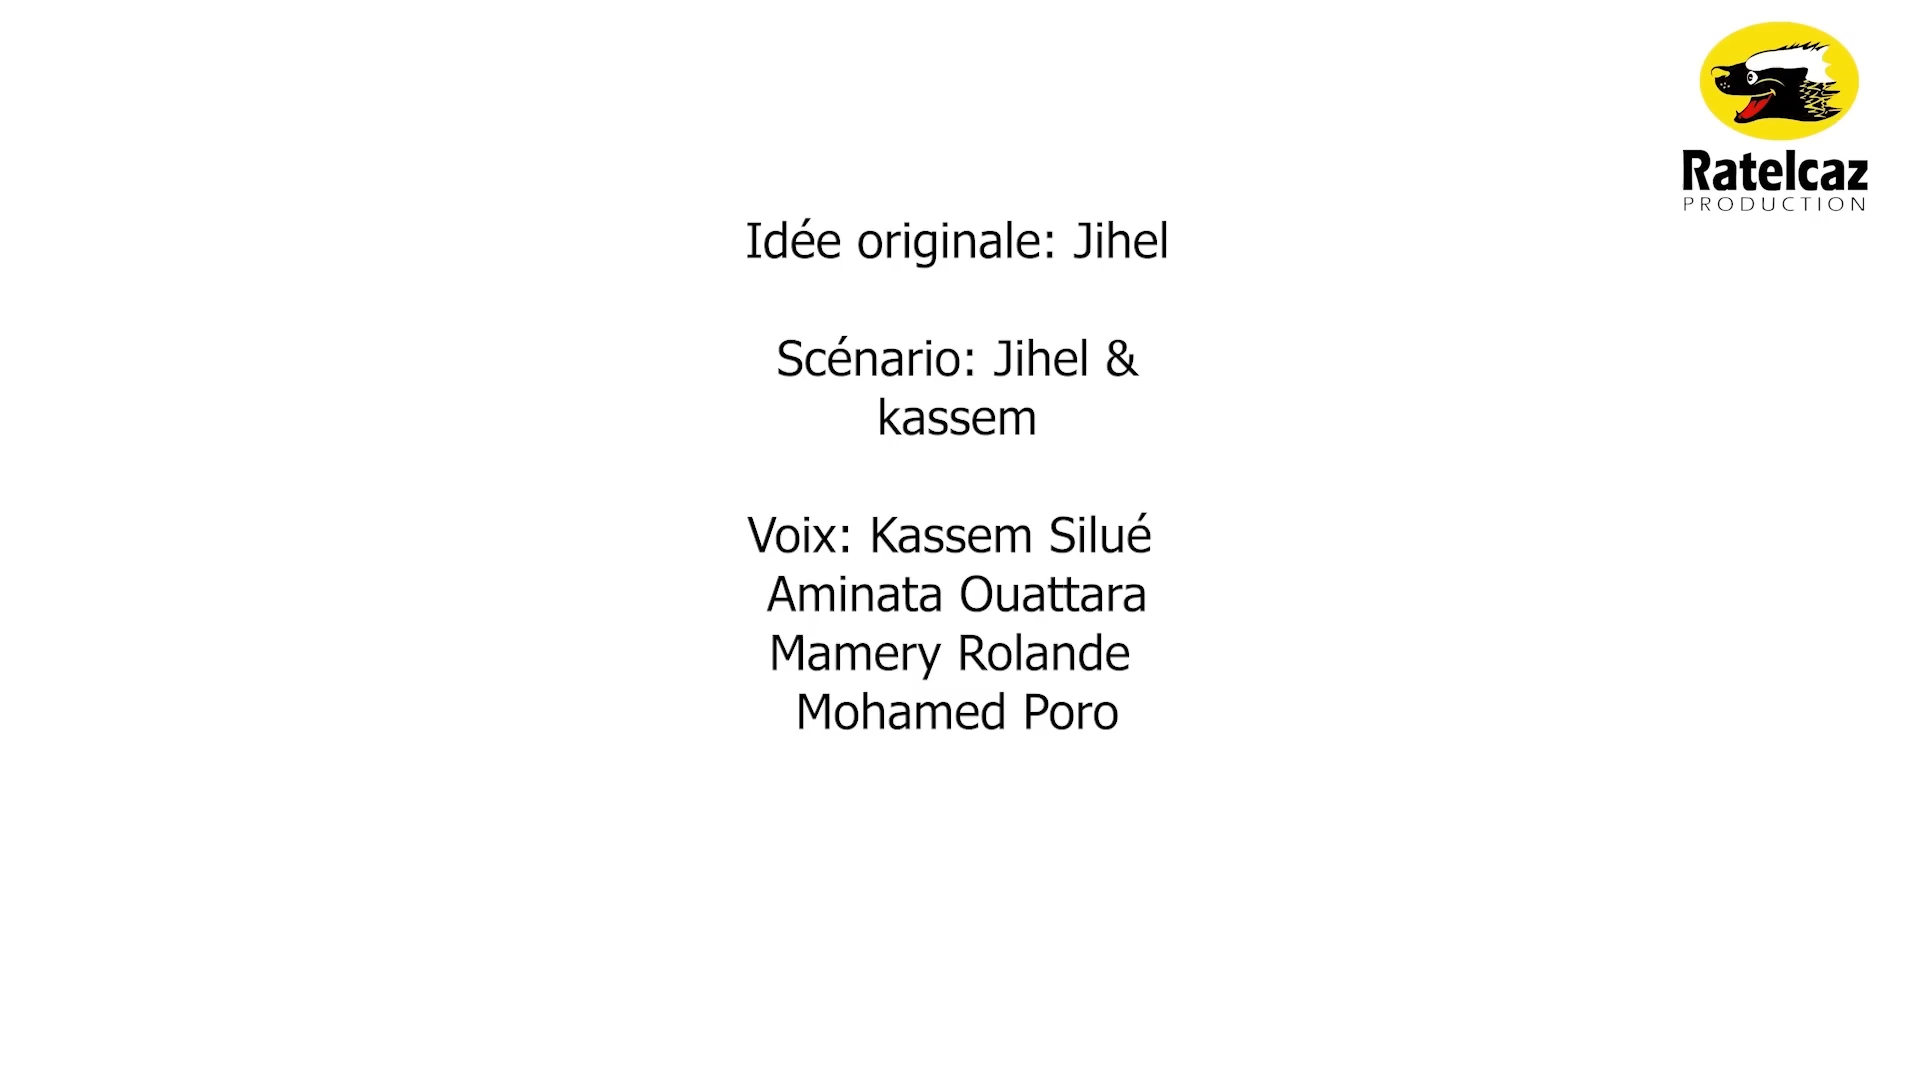 Ratelcaz
PRODUCTION
Idée originale: Jihel
Scénario: Jihel &
kassem
Voix: Kassem Silué
Aminata Ouattara
Mamery Rolande
Mohamed Poro